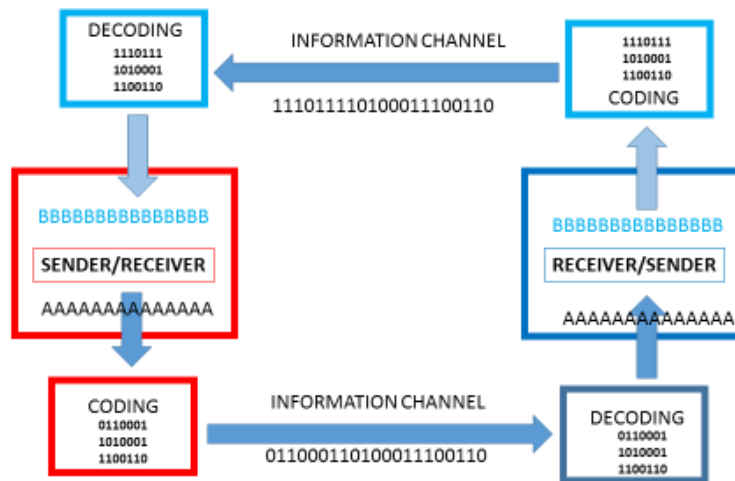 DECODING
1110111
1010001
1100110
INFORMATION CHANNEL
111011110100011100110
1110111
1010001
1100110
CODING
BBBBBBBBBBBBBBB
SENDER/RECEIVER
AAAAAAAAAAAAAA
BBBBBBBBBBBBBBB
RECEIVER/SENDER
AAAAAAAAAAAAAA
CODING
0110001
1010001
1100110
INFORMATION CHANNEL
011000110100011100110
DECODING
0110001
1010001
1100110